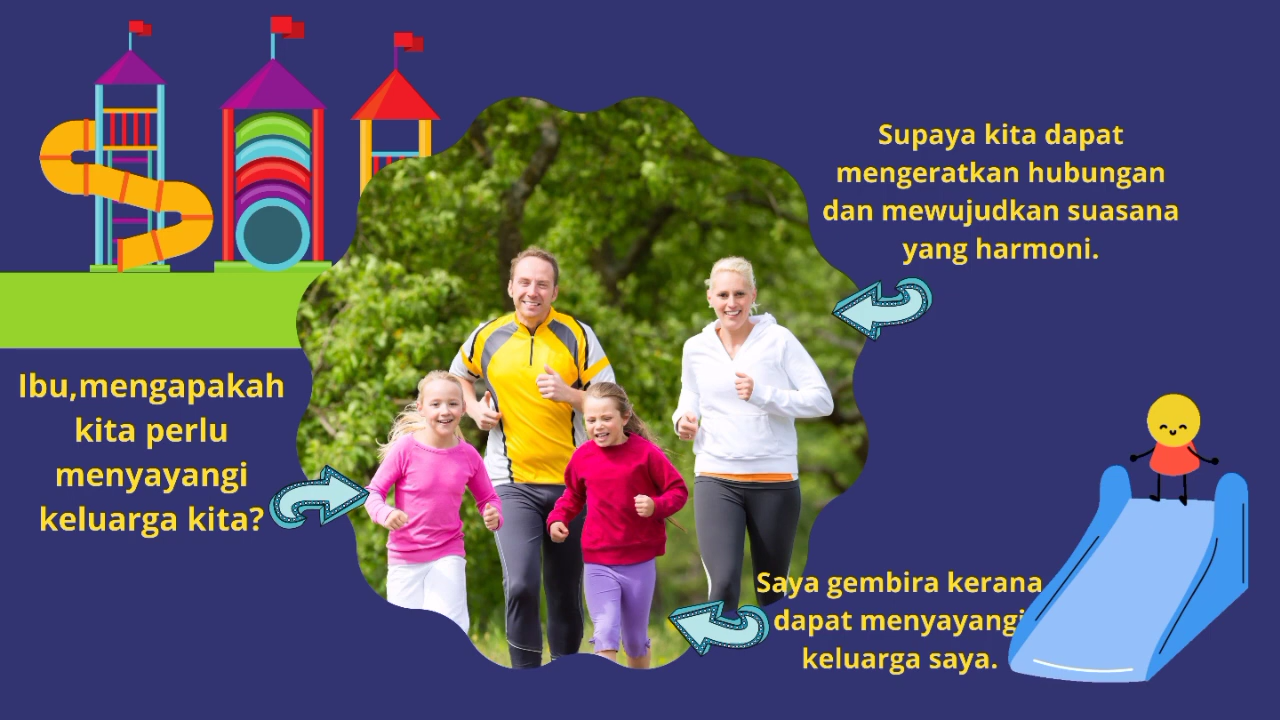 Ibu,mengapakah
kita perlu
menyayangi
keluarga kita?
Supaya kita dapat
mengeratkan hubungan
dan mewujudkan suasana
yang harmoni.
Saya gembira kerana
dapat menyayangi
keluarga saya.